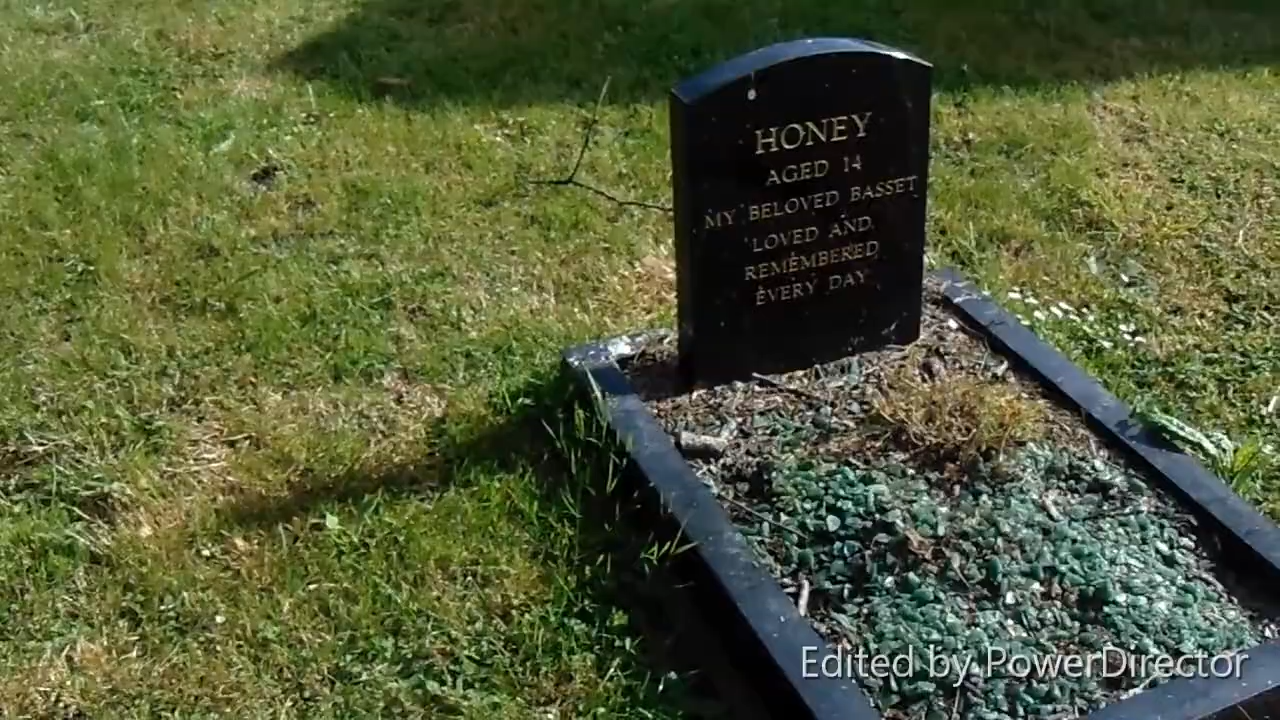 HONEY
AGED 14
MY BELOVED BASSET
LOVED AND
REMEMBERED
EVERY DAY
Edited by PowerDirector